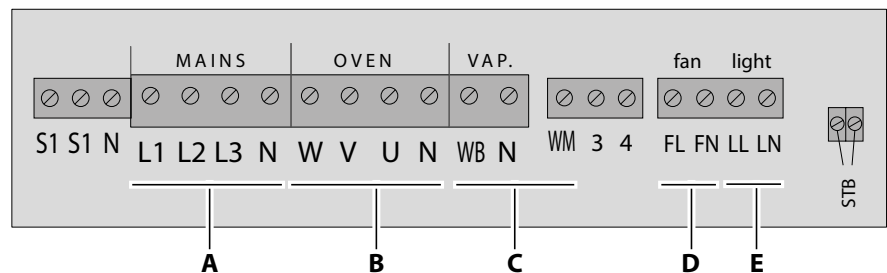 MAINS OVEN VAP. fan light
S1 S1 N L1 L2 L3 N W V U N WB N WM 3 4 FL FN LL LN
STB
A B C D E